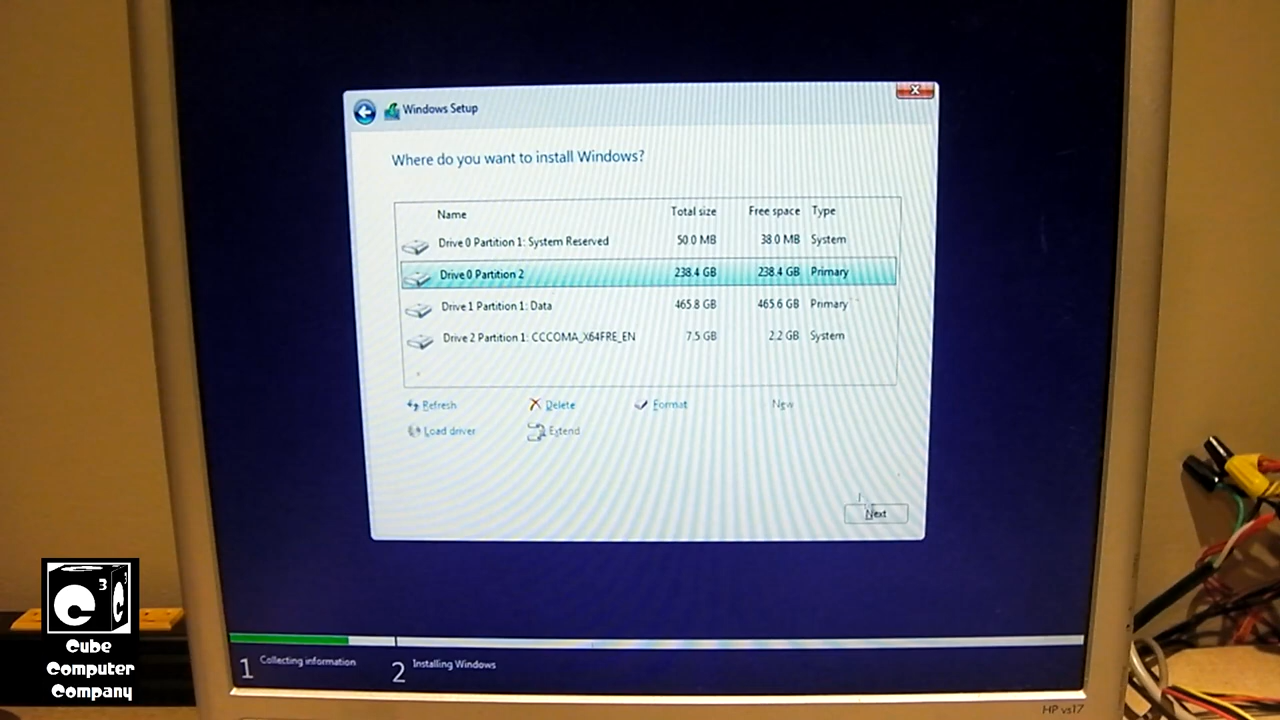 Windows Setup
Where do you want to install Windows?
Name Total size Free space Type
Drive 0 Partition 1: System Reserved 50.0 MB 38.0 MB System
Drive 0 Partition 2 238.4 GB 238.4 GB Primary
Drive 1 Partition 1: Data 465.8 GB 465.6 GB Primary
Drive 2 Partition 1: CCCOMA_X64FRE_EN 7.5 GB 2.2 GB System
Refresh Delete Format New
Load driver Extend
Next
1 Collecting information 2 Installing Windows
HP vs17
C 3 C
Cube
Computer
Company